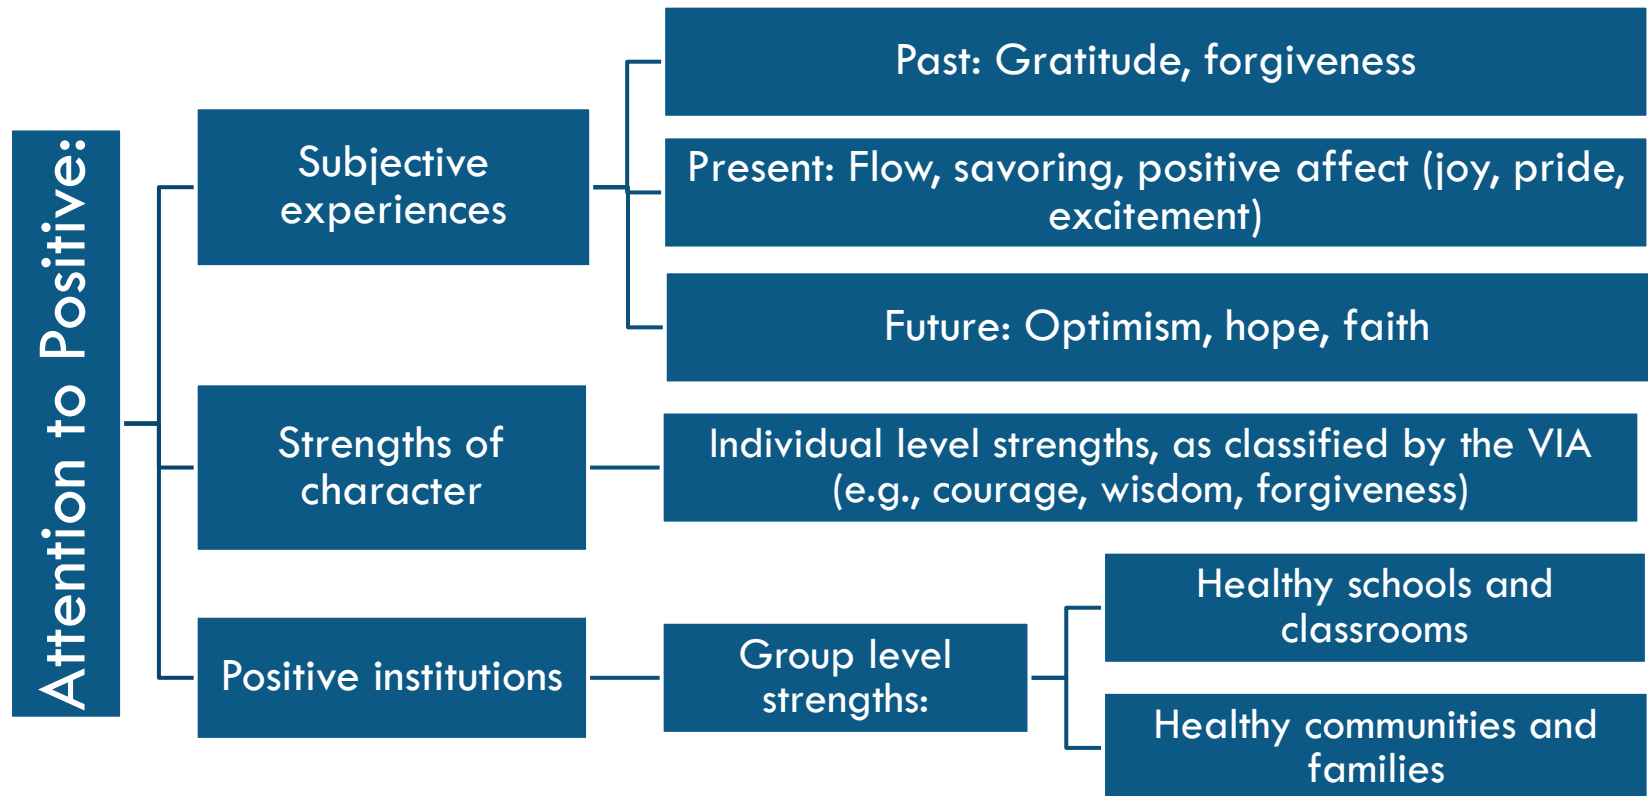 Attention to Positive:
Subjective
experiences
Past: Gratitude, forgiveness
Present: Flow, savoring, positive affect (joy, pride,
excitement)
Future: Optimism, hope, faith
Strengths of
character
Individual level strengths, as classified by the VIA
(e.g., courage, wisdom, forgiveness)
Positive institutions
Group level
strengths:
Healthy schools and
classrooms
Healthy communities and
families